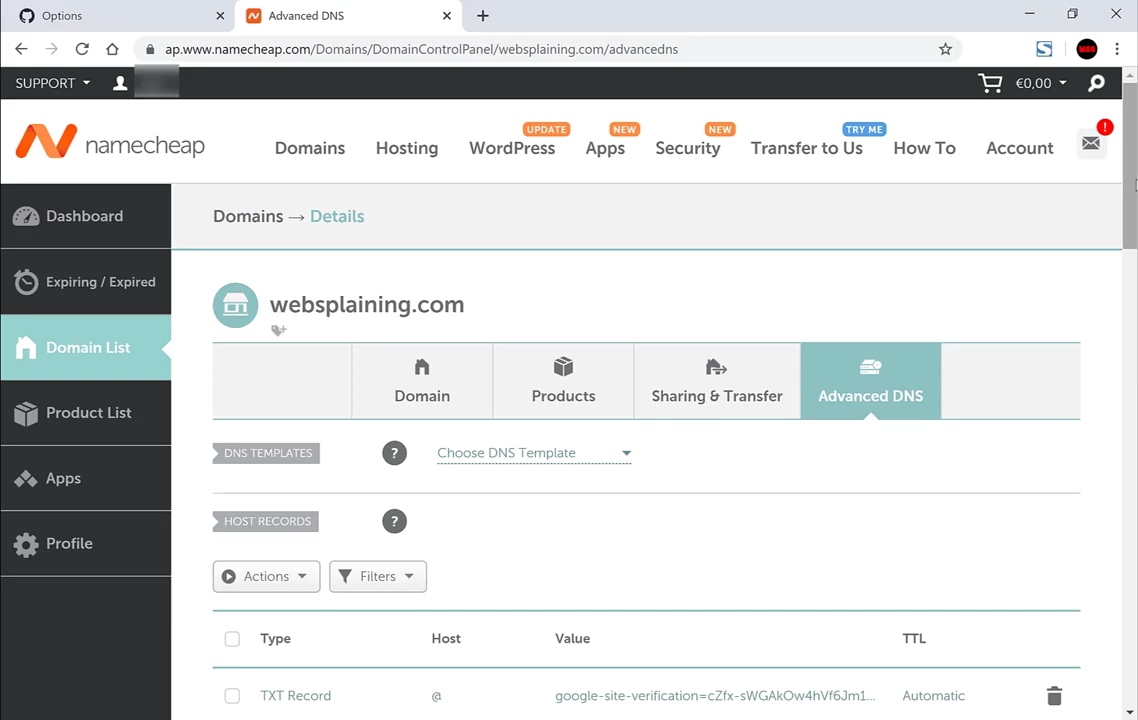 Options
Advanced DNS
ap.www.namecheap.com/Domains/DomainControlPanel/websplaining.com/advancedns
SUPPORT
€0,00
namecheap
UPDATE NEW NEW TRY ME
Domains Hosting WordPress Apps Security Transfer to Us How To Account
!
Dashboard
Expiring / Expired
Domain List
Product List
Apps
Profile
Domains → Details
websplaining.com
Domain Products Sharing & Transfer Advanced DNS
DNS TEMPLATES ? Choose DNS Template
HOST RECORDS ?
Actions Filters
Type Host Value TTL
TXT Record @ google-site-verification=cZfx-sWGAkOw4hVf6Jm1... Automatic